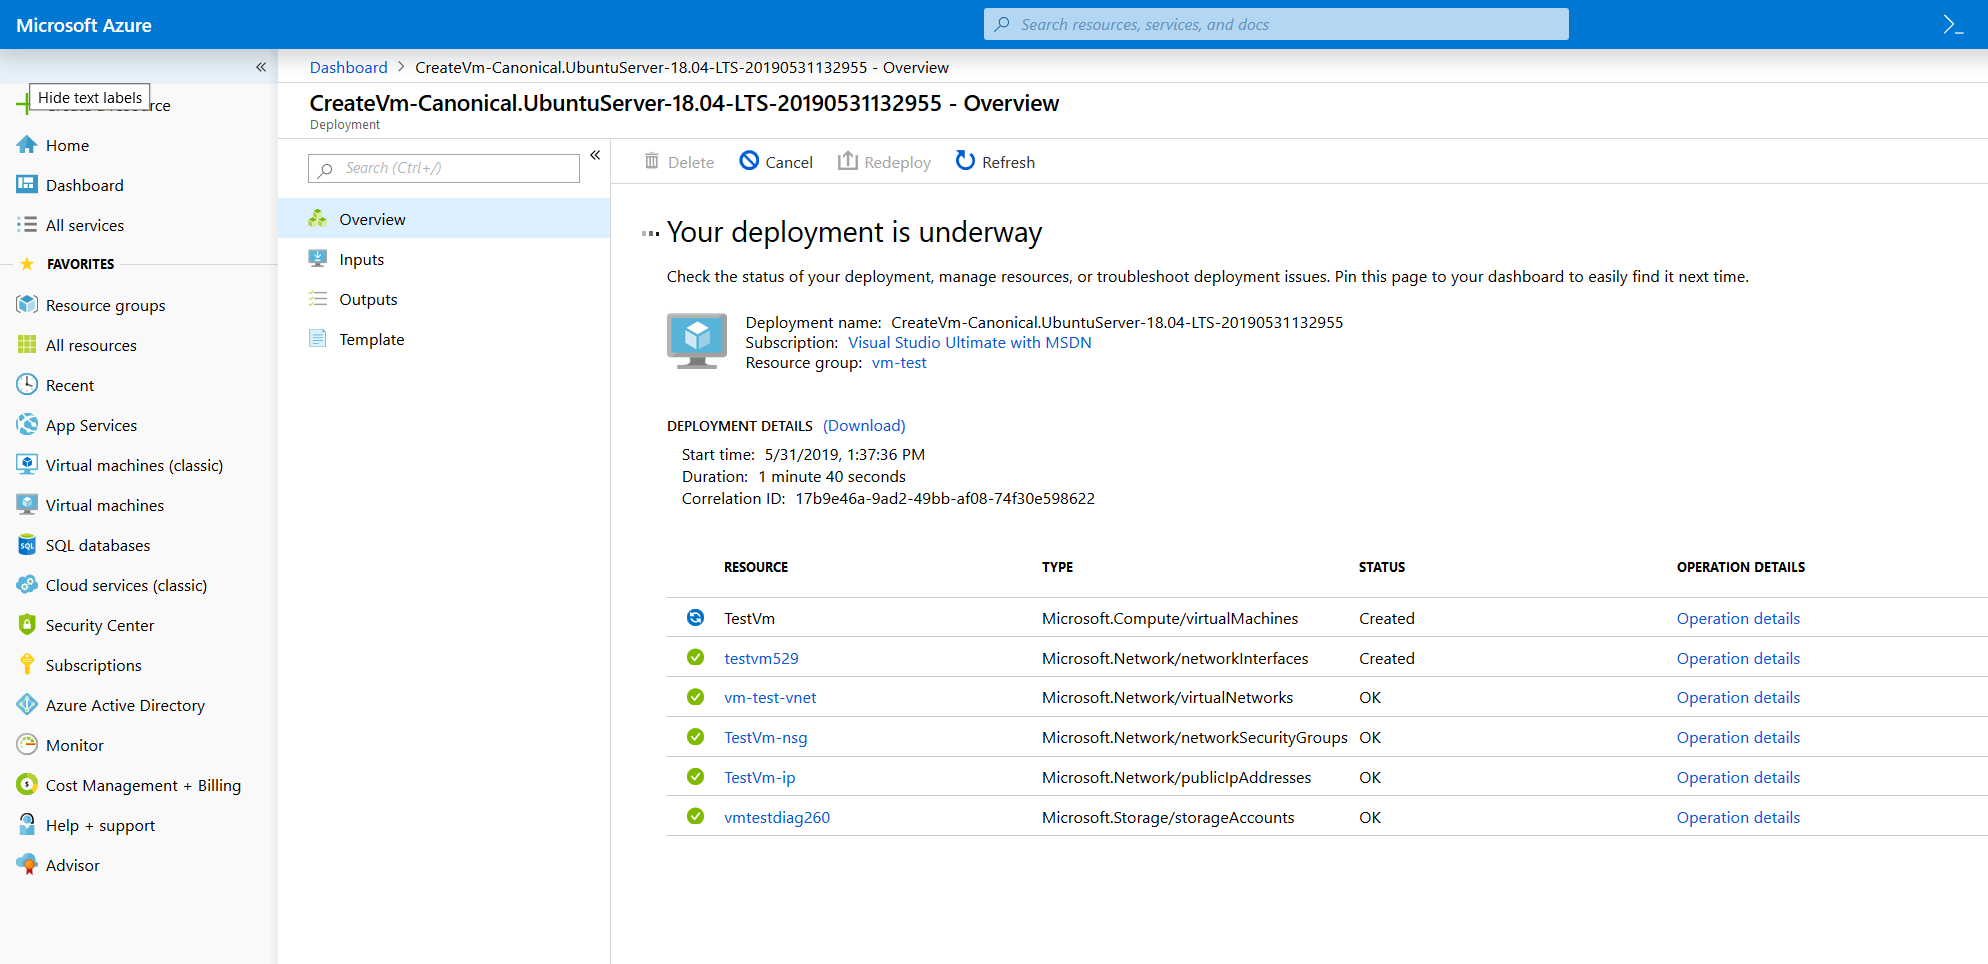 Microsoft Azure
Search resources, services, and docs
Hide text labels
Home
Dashboard
All services
FAVORITES
Resource groups
All resources
Recent
App Services
Virtual machines (classic)
Virtual machines
SQL databases
Cloud services (classic)
Security Center
Subscriptions
Azure Active Directory
Monitor
Cost Management + Billing
Help + support
Advisor
Dashboard > CreateVm-Canonical.UbuntuServer-18.04-LTS-20190531132955 - Overview
CreateVm-Canonical.UbuntuServer-18.04-LTS-20190531132955 - Overview
Deployment
Search (Ctrl+/)
Overview
Inputs
Outputs
Template
Delete Cancel Redeploy Refresh
Your deployment is underway
Check the status of your deployment, manage resources, or troubleshoot deployment issues. Pin this page to your dashboard to easily find it next time.
Deployment name: CreateVm-Canonical.UbuntuServer-18.04-LTS-20190531132955
Subscription: Visual Studio Ultimate with MSDN
Resource group: vm-test
DEPLOYMENT DETAILS (Download)
Start time: 5/31/2019, 1:37:36 PM
Duration: 1 minute 40 seconds
Correlation ID: 17b9e46a-9ad2-49bb-af08-74f30e598622
RESOURCE TYPE STATUS OPERATION DETAILS
TestVm Microsoft.Compute/virtualMachines Created Operation details
testvm529 Microsoft.Network/networkInterfaces Created Operation details
vm-test-vnet Microsoft.Network/virtualNetworks OK Operation details
TestVm-nsg Microsoft.Network/networkSecurityGroups OK Operation details
TestVm-ip Microsoft.Network/publicIpAddresses OK Operation details
vmtestdiag260 Microsoft.Storage/storageAccounts OK Operation details